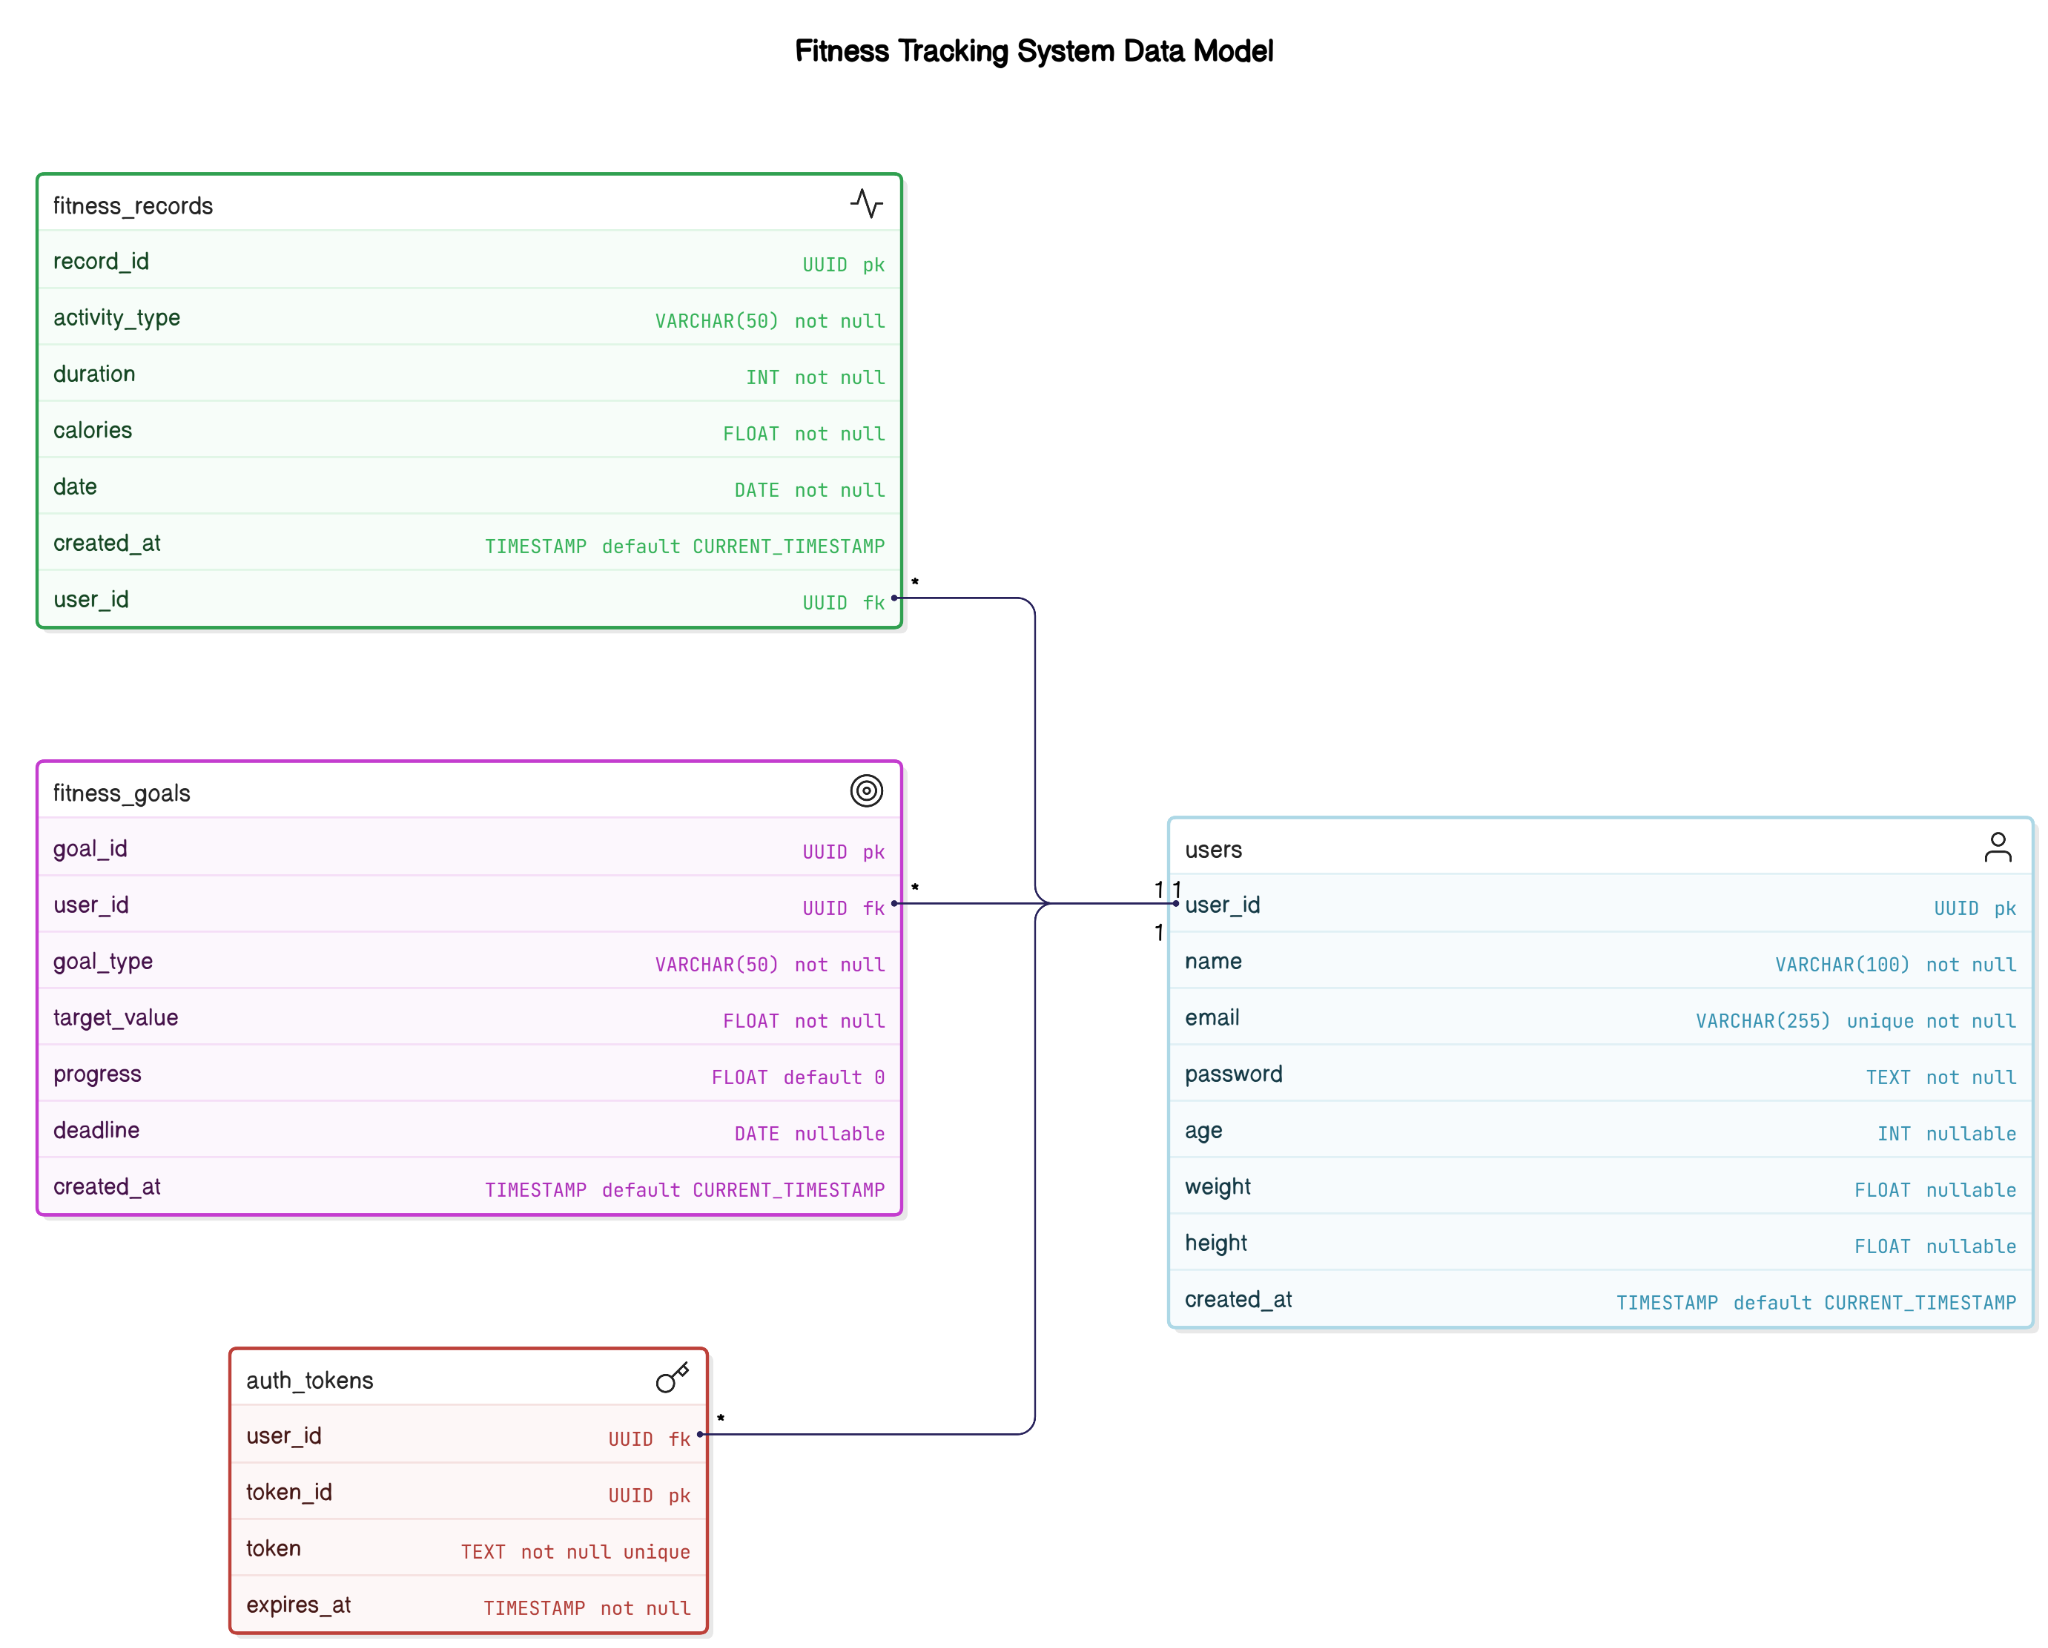 Fitness Tracking System Data Model
fitness_records
record_id UUID pk
activity_type VARCHAR(50) not null
duration INT not null
calories FLOAT not null
date DATE not null
created_at TIMESTAMP default CURRENT_TIMESTAMP
*
user_id UUID fk
fitness_goals
goal_id UUID pk
*
user_id UUID fk
goal_type VARCHAR(50) not null
target_value FLOAT not null
progress FLOAT default 0
deadline DATE nullable
created_at TIMESTAMP default CURRENT_TIMESTAMP
users
1 1
user_id UUID pk
1
name VARCHAR(100) not null
email VARCHAR(255) unique not null
password TEXT not null
age INT nullable
weight FLOAT nullable
height FLOAT nullable
created_at TIMESTAMP default CURRENT_TIMESTAMP
auth_tokens
*
user_id UUID fk
token_id UUID pk
token TEXT not null unique
expires_at TIMESTAMP not null